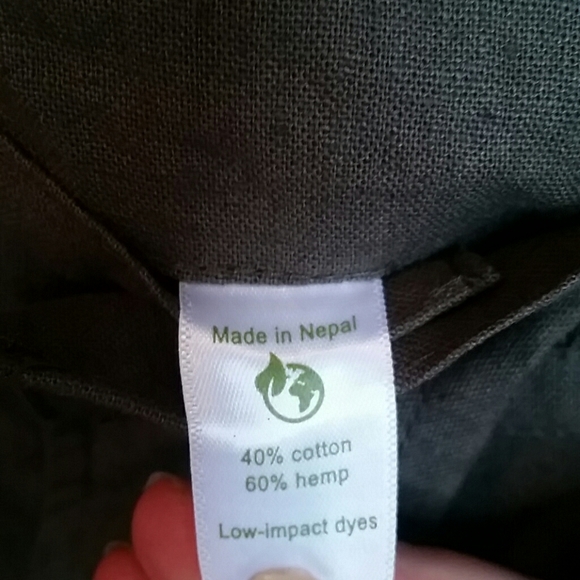 Made in Nepal
40% cotton
60% hemp
Low-impact dyes